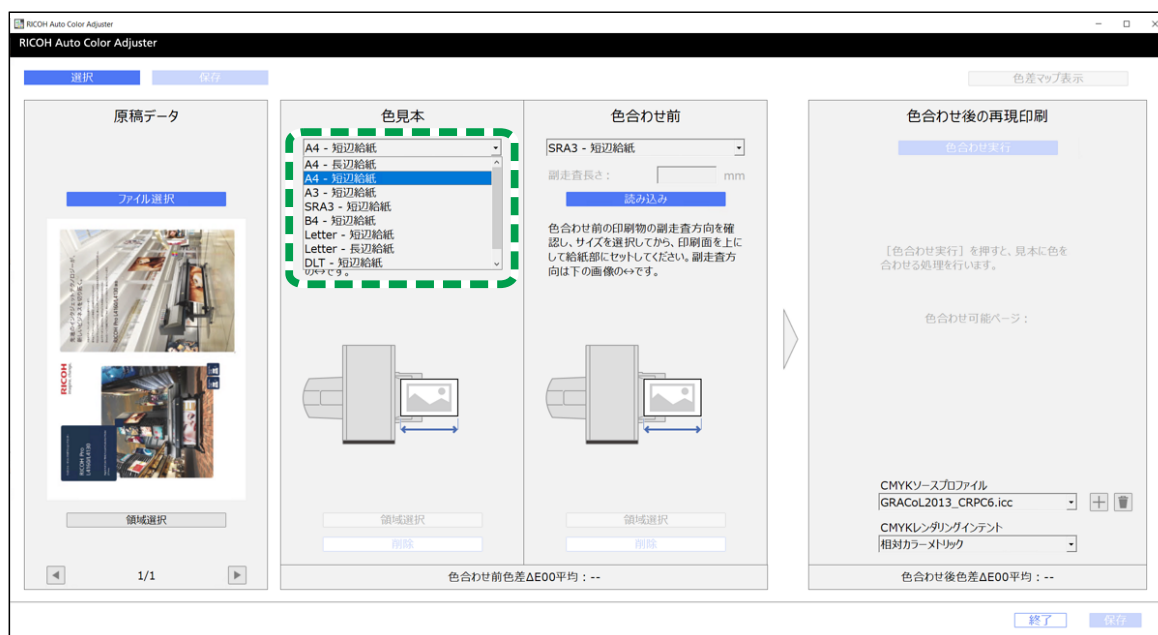 RICOH Auto Color Adjuster
RICOH Auto Color Adjuster
選択
保存
色差マップ表示
原稿データ
ファイル選択
RICOH
RICOH Pro
L4160/L4130
領域選択
1/1
色見本
A4 - 短辺給紙
A4 - 長辺給紙
A4 - 短辺給紙
A3 - 短辺給紙
SRA3 - 短辺給紙
B4 - 短辺給紙
Letter - 短辺給紙
Letter - 長辺給紙
DLT - 短辺給紙
の↔です。
領域選択
削除
色合わせ前
SRA3 - 短辺給紙
副走査長さ:
mm
読み込み
色合わせ前の印刷物の副走査方向を確
認し、サイズを選択してから、印刷面を上に
して給紙部にセットしてください。副走査方
向は下の画像の↔です。
領域選択
削除
色合わせ前色差ΔE00平均 : --
色合わせ後の再現印刷
色合わせ実行
[色合わせ実行] を押すと、見本に色を
合わせる処理を行います。
色合わせ可能ページ :
CMYKソースプロファイル
GRACoL2013_CRPC6.icc
CMYKレンダリングインテント
相対カラーメトリック
色合わせ後色差ΔE00平均 : --
終了
保存